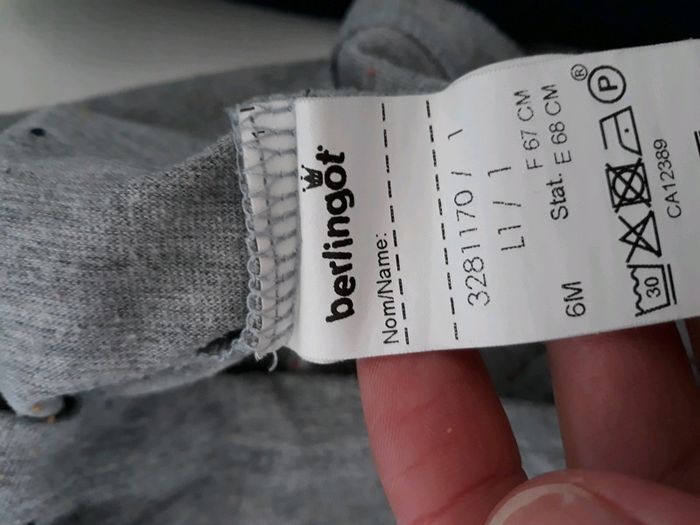 berlingot
Nom/Name:
3281170 / 1
L1 / 1
F 67 CM
Stat. E 68 CM
6M
®
P
30
CA12389